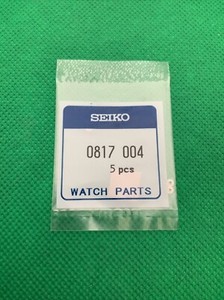 SEIKO
0817 004
5 pcs
WATCH PARTS